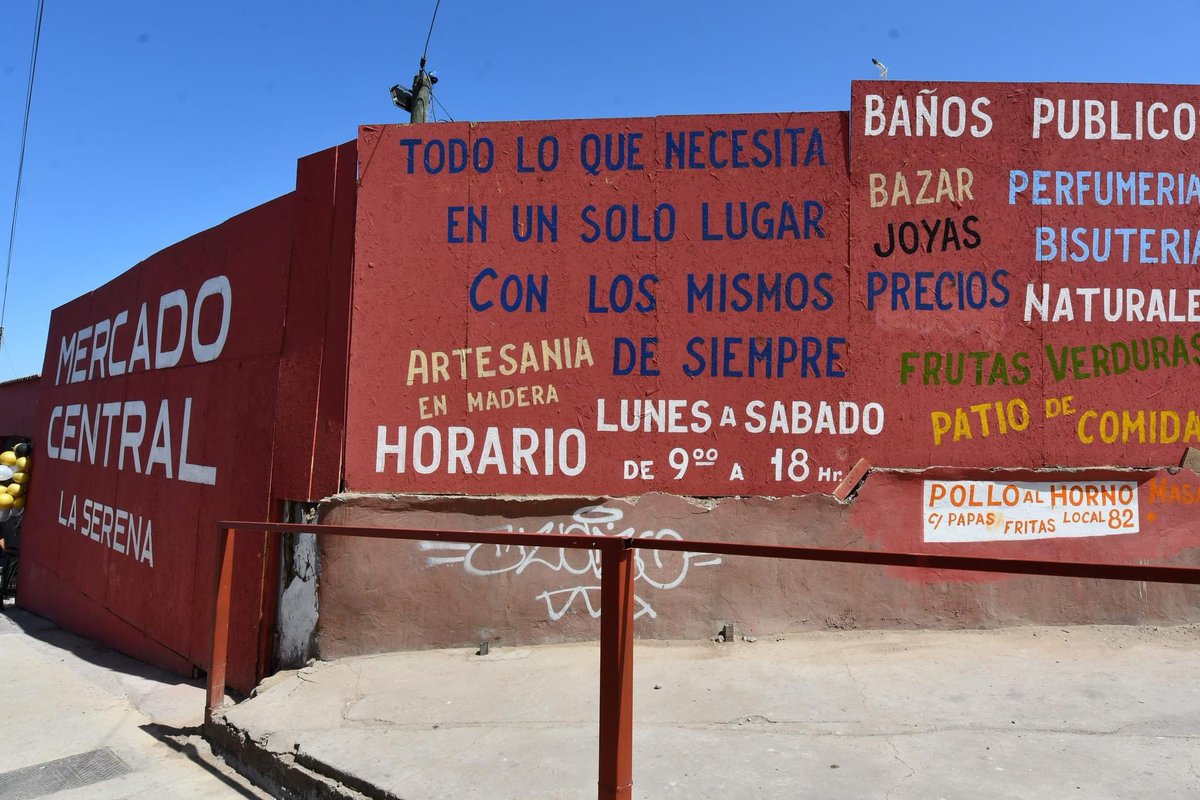 MERCADO
CENTRAL
LA SERENA
TODO LO QUE NECESITA
EN UN SOLO LUGAR
CON LOS MISMOS PRECIOS
DE SIEMPRE
ARTESANIA
EN MADERA
HORARIO
LUNES A SABADO
DE 9⁰⁰ A 18 Hr.
BAÑOS PUBLICO
BAZAR
PERFUMERIA
JOYAS
BISUTERIA
NATURALE
FRUTAS VERDURAS
PATIO DE COMIDA
POLLO AL HORNO
C/ PAPAS FRITAS LOCAL 82
MAS